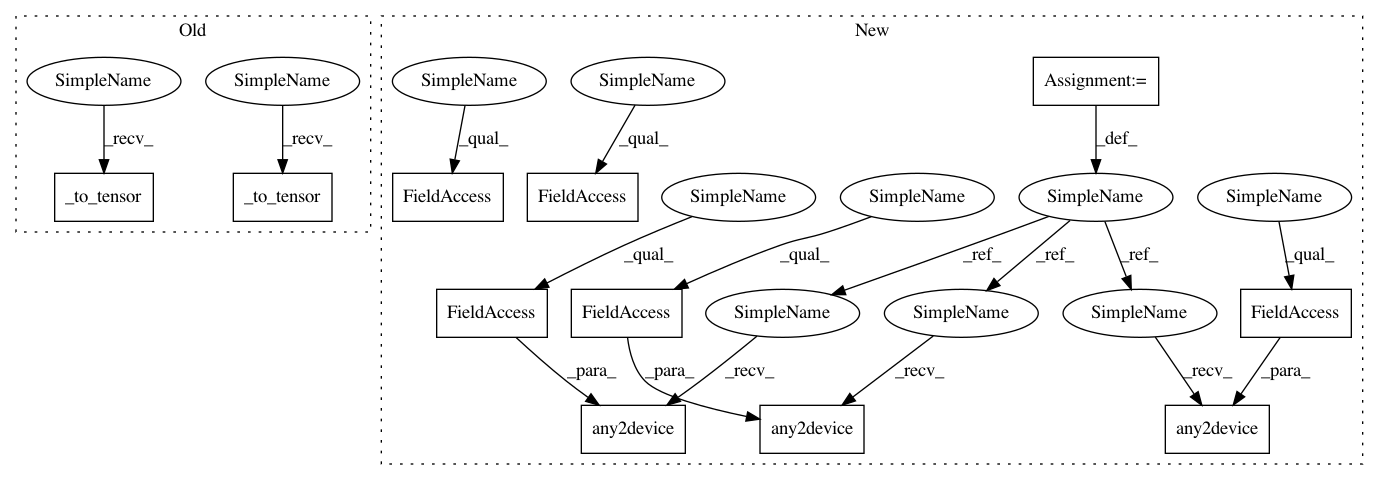 Old
New
SimpleName
SimpleName
SimpleName
SimpleName
Assignment:=
_recv_
_recv_
_qual_
_qual_
_def_
_to_tensor
_to_tensor
FieldAccess
FieldAccess
SimpleName
SimpleName
SimpleName
SimpleName
_qual_
_qual_
_ref_
_ref_
_ref_
_qual_
FieldAccess
FieldAccess
SimpleName
SimpleName
SimpleName
FieldAccess
_para_
_para_
_recv_
_recv_
_recv_
_para_
any2device
any2device
any2device